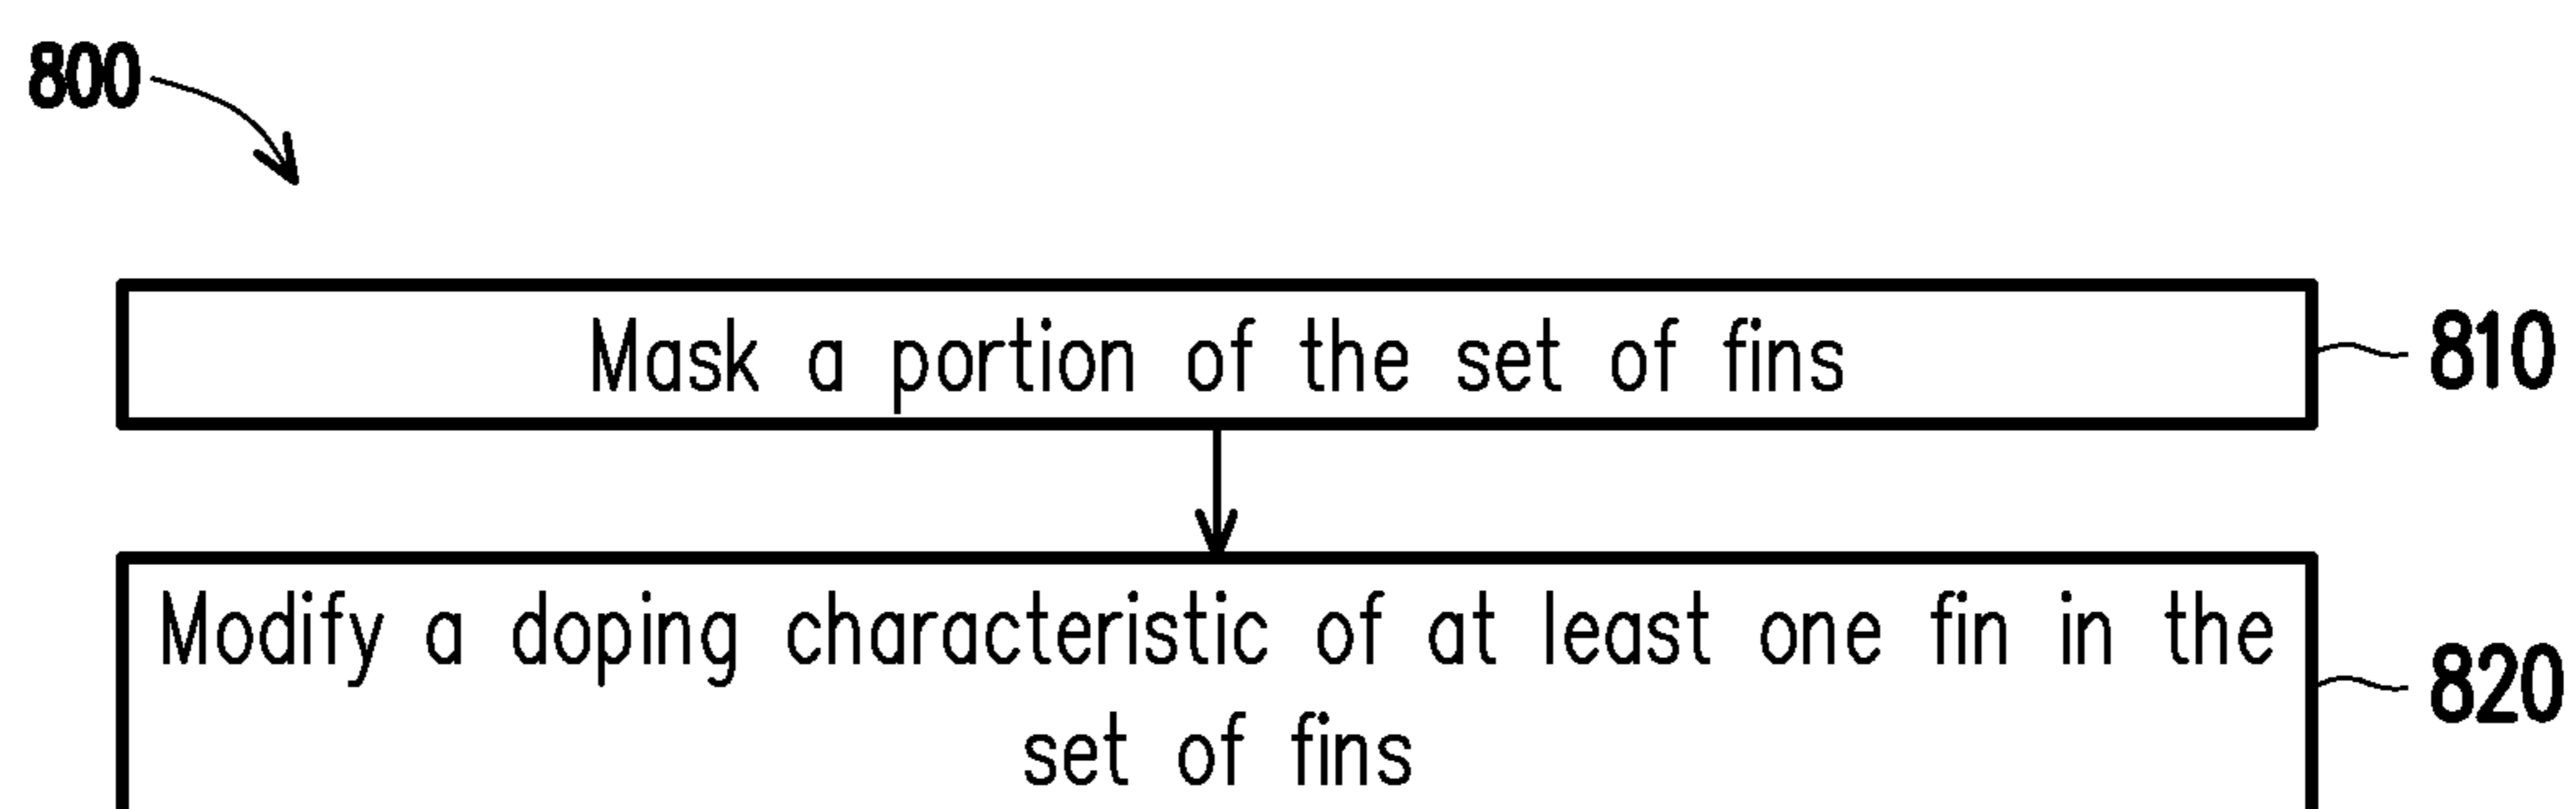 800
Mask a portion of the set of fins
810
Modify a doping characteristic of at least one fin in the
set of fins
820